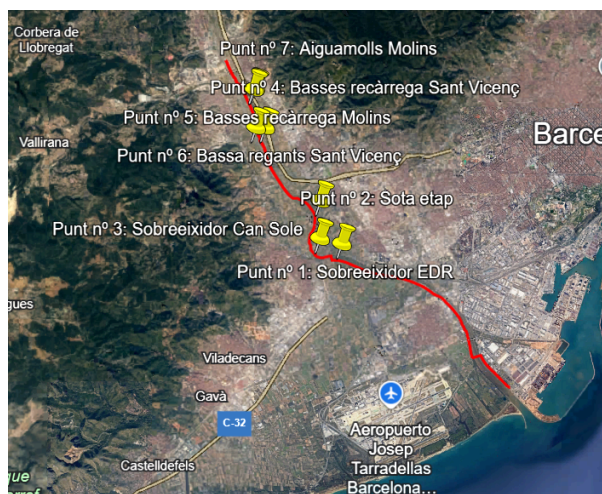 Corbera de
Llobregat
Punt nº 7: Aiguamolls Molins
Punt nº 4: Basses recàrrega Sant Vicenç
Punt nº 5: Basses recàrrega Molins
Barce
Vallirana
Punt nº 6: Bassa regants Sant Vicenç
Punt nº 2: Sota etap
Punt nº 3: Sobreeixidor Can Sole
Punt nº 1: Sobreeixidor EDR
gues
Viladecans
Gavà
C-32
Aeropuerto
Josep
Tarradellas
Barcelona...
Castelldefels
que